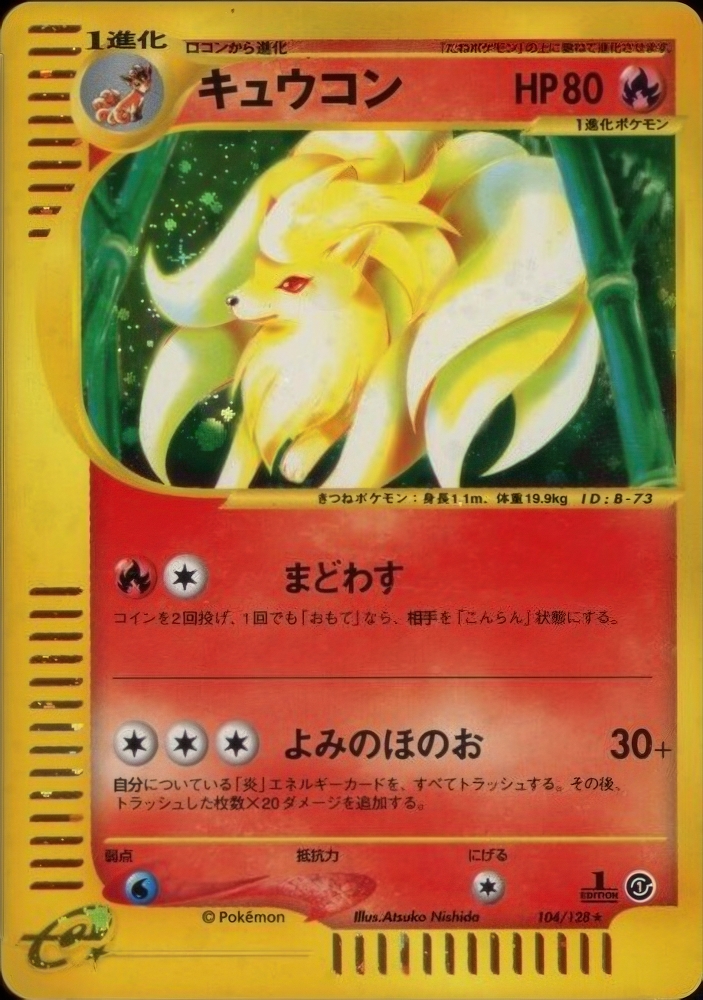 1進化
ロコンから進化
「たねポケモン」の上に重ねて進化させます。
キュウコン
HP80
1進化ポケモン
きつねポケモン：身長1.1m、体重19.9kg ID:B-73
まどわす
コインを2回投げ、1回でも「おもて」なら、相手を「こんらん」状態にする。
よみのほのお 30+
自分についている「炎」エネルギーカードを、すべてトラッシュする。その後、
トラッシュした枚数×20ダメージを追加する。
弱点 抵抗力 にげる
1
EDITION
©Pokémon Illus.Atsuko Nishida 104/128★